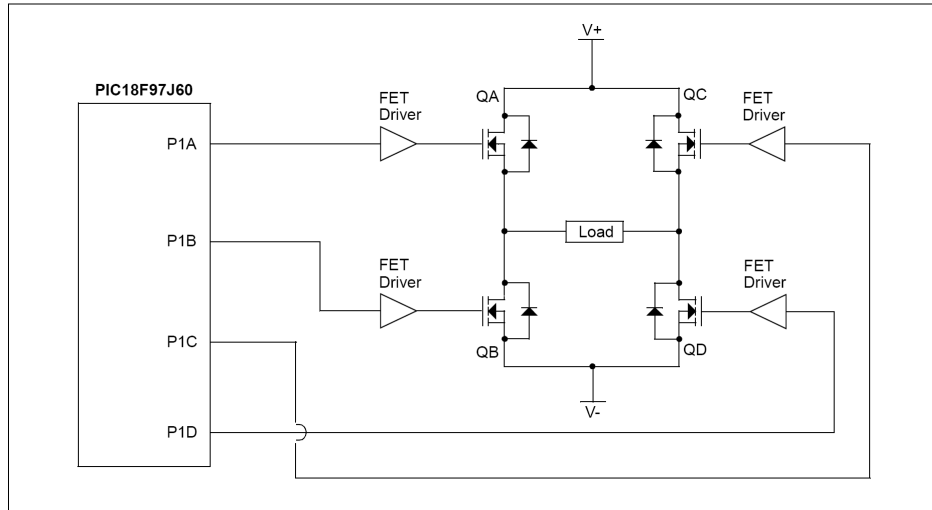 V+
PIC18F97J60
QA
QC
FET
Driver
FET
Driver
P1A
P1B
Load
FET
Driver
FET
Driver
P1C
QB
QD
V-
P1D